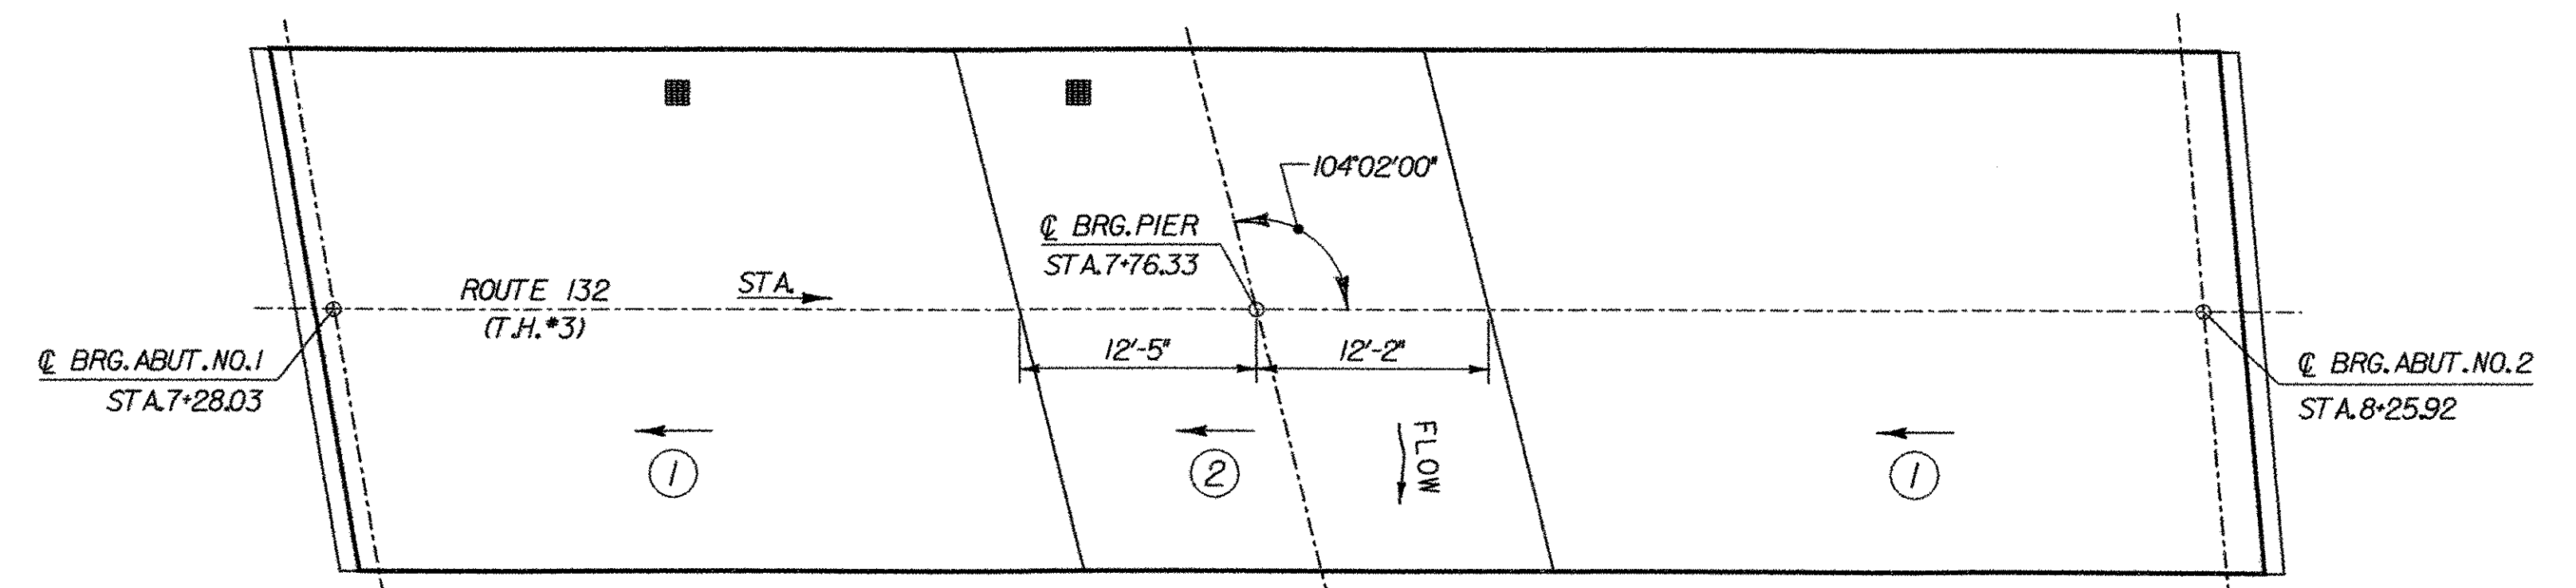 104°02'00"
℄ BRG. PIER
STA. 7+76.33
ROUTE 132
(T.H. #3)
STA.
12'-5"
12'-2"
℄ BRG. ABUT. NO. 1
STA. 7+28.03
℄ BRG. ABUT. NO. 2
STA. 8+25.92
FLOW
1
2
1